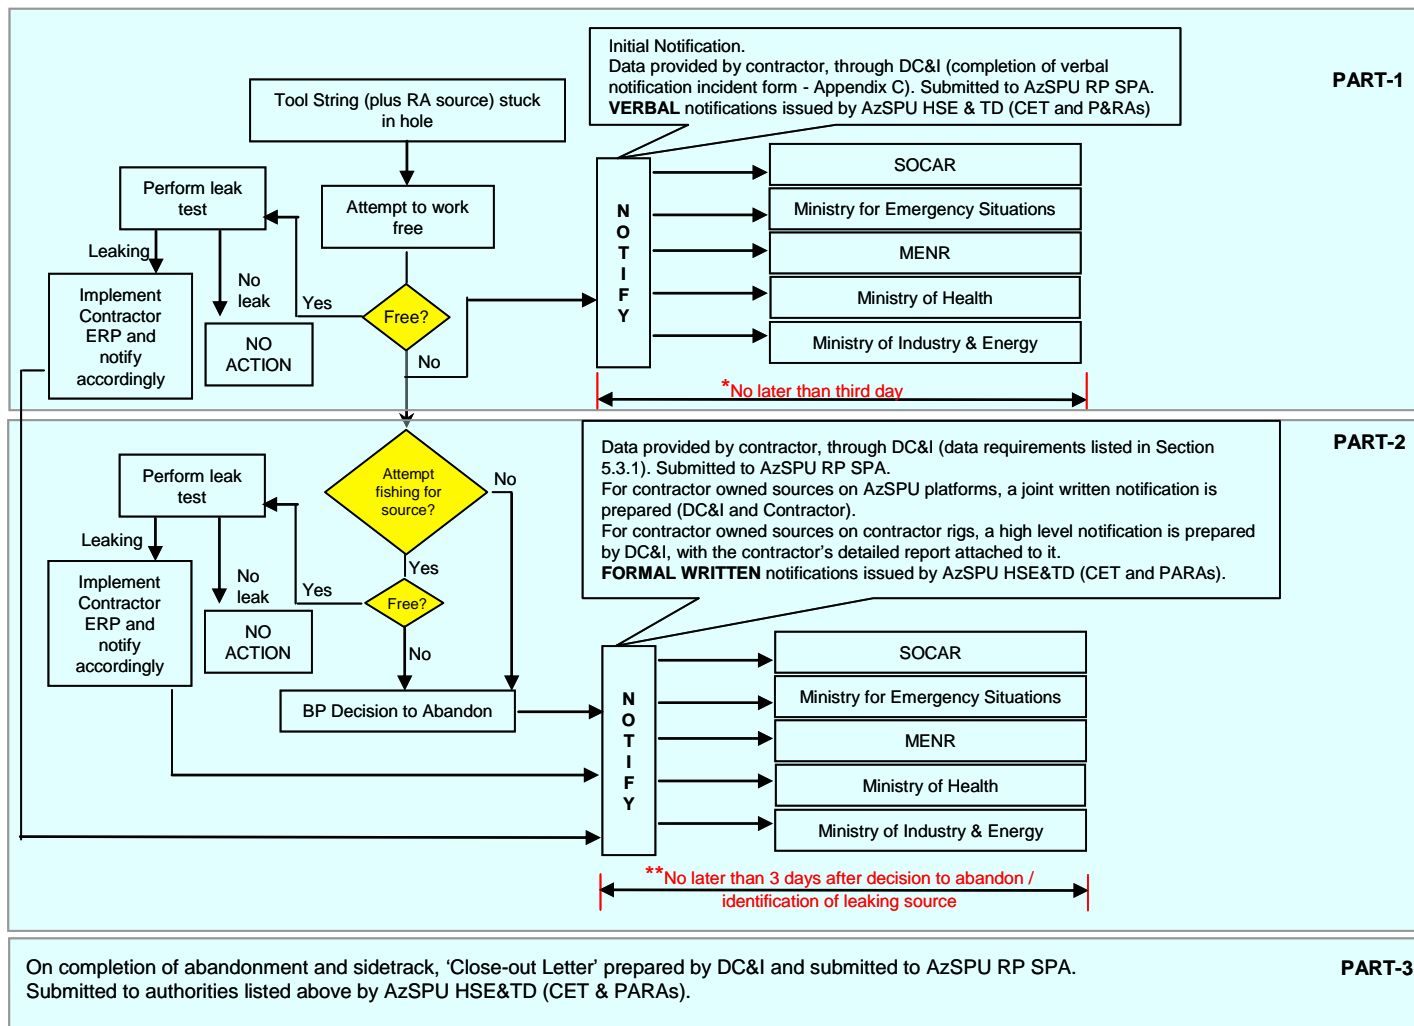 Initial Notification.
Data provided by contractor, through DC&I (completion of verbal
notification incident form - Appendix C). Submitted to AzSPU RP SPA.
VERBAL notifications issued by AzSPU HSE & TD (CET and P&RAs)
PART-1
Tool String (plus RA source) stuck
in hole
Perform leak
test
Attempt to work
free
N
O
T
I
F
Y
SOCAR
Ministry for Emergency Situations
MENR
Ministry of Health
Ministry of Industry & Energy
Leaking
No
leak
Yes
Free?
No
Implement
Contractor
ERP and
notify
accordingly
NO
ACTION
*No later than third day
PART-2
Data provided by contractor, through DC&I (data requirements listed in Section
5.3.1). Submitted to AzSPU RP SPA.
For contractor owned sources on AzSPU platforms, a joint written notification is
prepared (DC&I and Contractor).
For contractor owned sources on contractor rigs, a high level notification is prepared
by DC&I, with the contractor's detailed report attached to it.
FORMAL WRITTEN notifications issued by AzSPU HSE&TD (CET and PARAs).
Perform leak
test
Attempt
fishing for
source?
No
Leaking
Yes
Implement
Contractor
ERP and
notify
accordingly
No
leak
Yes
Free?
NO
ACTION
No
BP Decision to Abandon
N
O
T
I
F
Y
SOCAR
Ministry for Emergency Situations
MENR
Ministry of Health
Ministry of Industry & Energy
**No later than 3 days after decision to abandon /
identification of leaking source
On completion of abandonment and sidetrack, 'Close-out Letter' prepared by DC&I and submitted to AzSPU RP SPA.
Submitted to authorities listed above by AzSPU HSE&TD (CET & PARAs).
PART-3